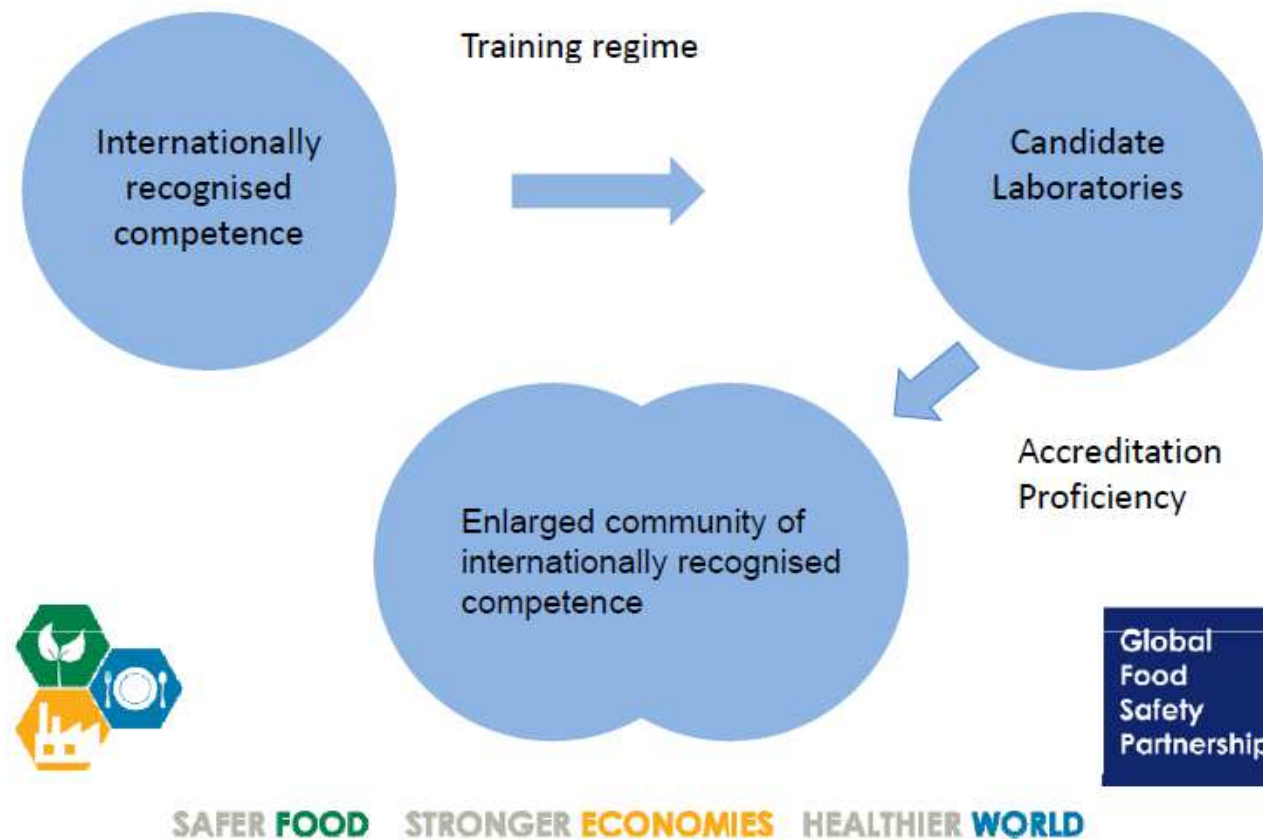 Training regime
Internationally
recognised
competence
Candidate
Laboratories
Accreditation
Proficiency
Enlarged community of
internationally recognised
competence
Global
Food
Safety
Partnership
SAFER FOOD STRONGER ECONOMIES HEALTHIER WORLD